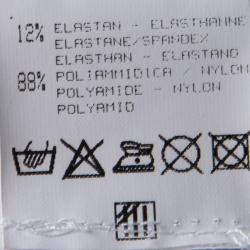 12% ELASTAN - ELASTHANNE
ELASTANE/SPANDEX
ELASTHAN - ELASTANO
88% POLIAMMIDICA / NYLON
POLYAMIDE - NYLON
POLYAMID